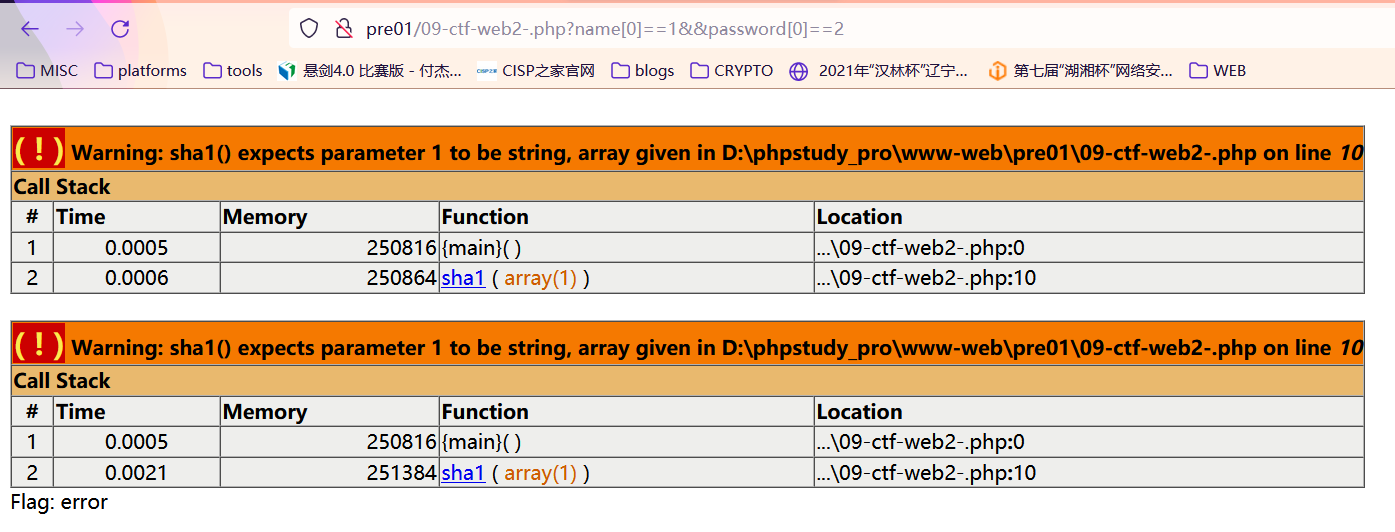 pre01/09-ctf-web2-.php?name[0]==1&&password[0]==2
MISC platforms tools 悬剑4.0 比赛版 - 付杰... CISP之家官网 blogs CRYPTO 2021年“汉林杯”辽宁... 第七届“湖湘杯”网络安... WEB
( ! ) Warning: sha1() expects parameter 1 to be string, array given in D:\phpstudy_pro\www-web\pre01\09-ctf-web2-.php on line 10
Call Stack
# Time Memory Function Location
1 0.0005 250816 {main}( ) ...\09-ctf-web2-.php:0
2 0.0006 250864 sha1 ( array(1) ) ...\09-ctf-web2-.php:10
( ! ) Warning: sha1() expects parameter 1 to be string, array given in D:\phpstudy_pro\www-web\pre01\09-ctf-web2-.php on line 10
Call Stack
# Time Memory Function Location
1 0.0005 250816 {main}( ) ...\09-ctf-web2-.php:0
2 0.0021 251384 sha1 ( array(1) ) ...\09-ctf-web2-.php:10
Flag: error